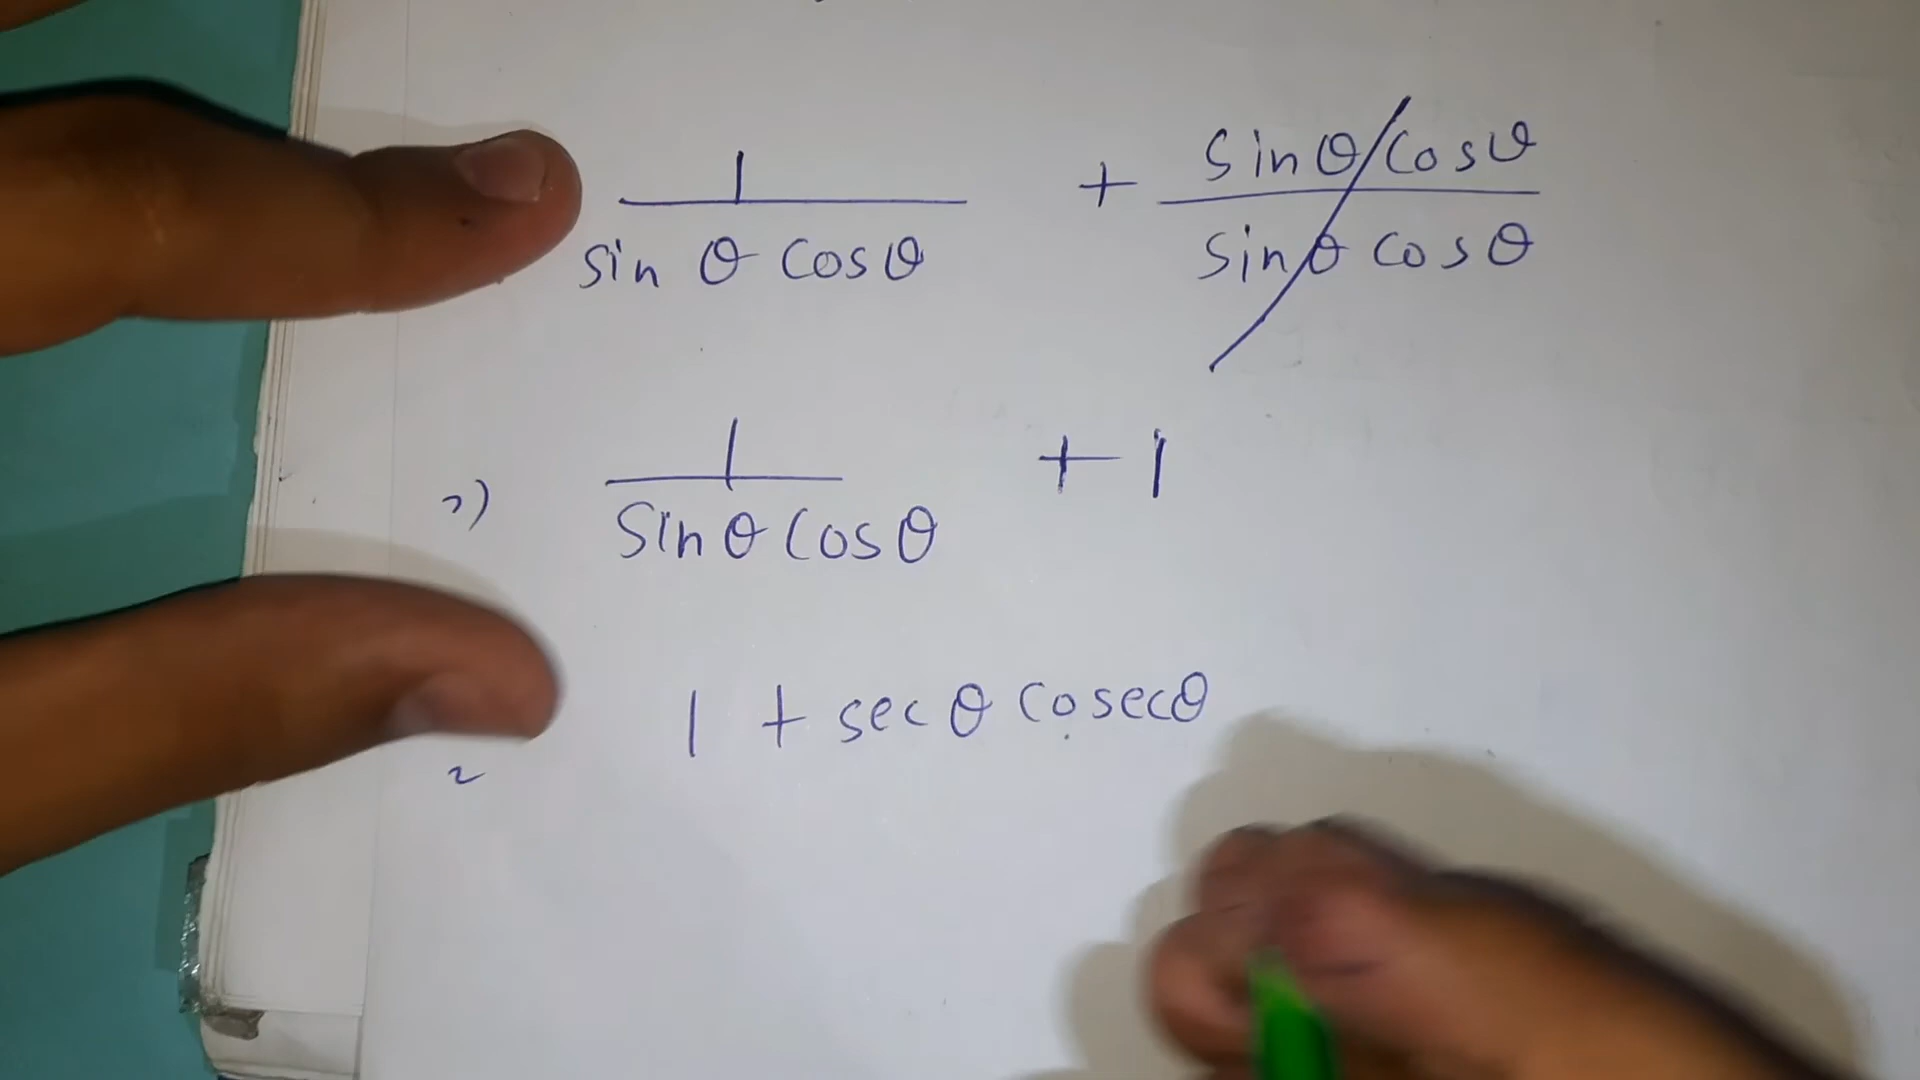 1/(sin θ cos θ) + (sin θ cos θ)/(sin θ cos θ)
1/(sin θ cos θ) + 1
1 + sec θ cosec θ